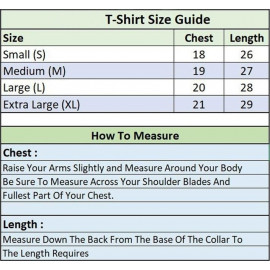 T-Shirt Size Guide
Size Chest Length
Small (S) 18 26
Medium (M) 19 27
Large (L) 20 28
Extra Large (XL) 21 29
How To Measure
Chest :
Raise Your Arms Slightly and Measure Around Your Body
Be Sure To Measure Across Your Shoulder Blades And
Fullest Part Of Your Chest.
Length :
Measure Down The Back From The Base Of The Collar To
The Length Requires